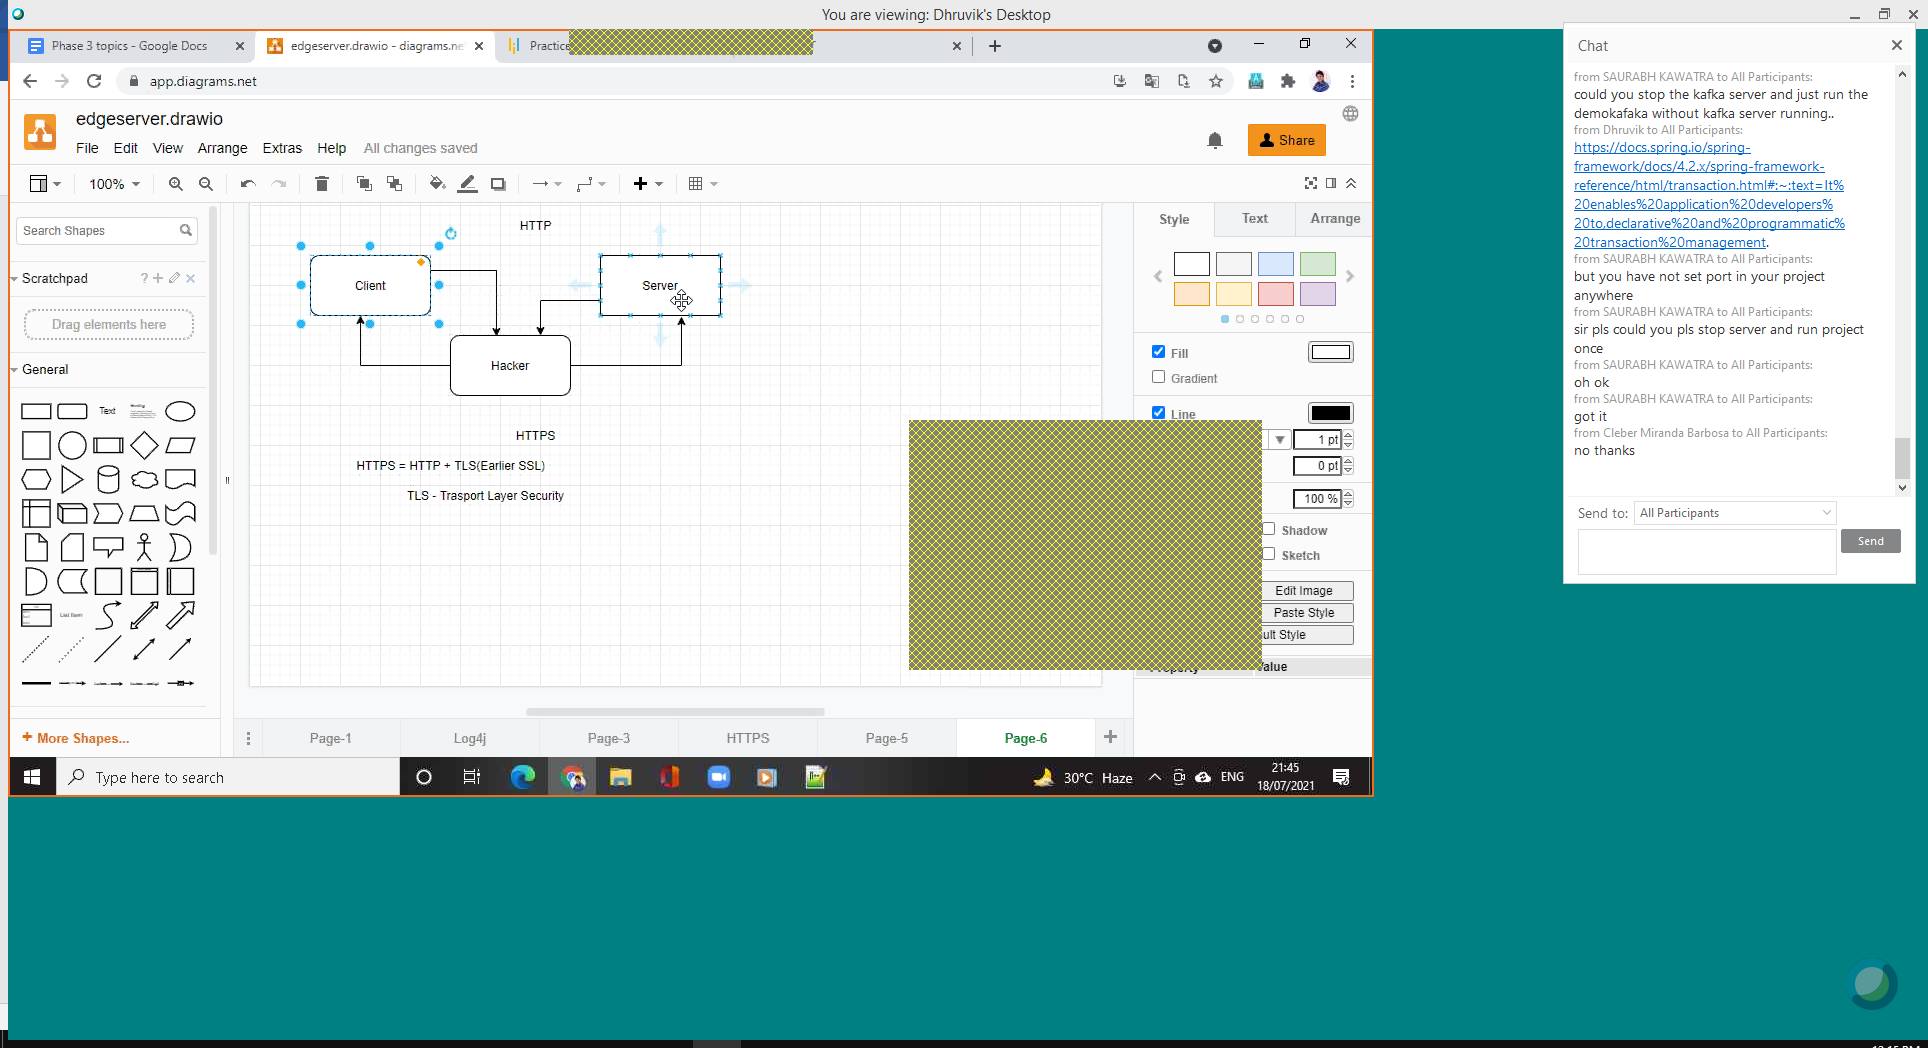 You are viewing: Dhruvik's Desktop
Phase 3 topics - Google Docs
edgeserver.drawio - diagrams.ne
Practice
app.diagrams.net
edgeserver.drawio
File Edit View Arrange Extras Help All changes saved
Share
100%
Search Shapes
Scratchpad
Drag elements here
General
Text
Heading
List Item
More Shapes...
HTTP
Client
Server
Hacker
HTTPS
HTTPS = HTTP + TLS(Earlier SSL)
TLS - Trasport Layer Security
Style Text Arrange
Fill
Gradient
Line
1 pt
0 pt
100 %
Shadow
Sketch
Edit Image
Paste Style
ult Style
Property
alue
Page-1 Log4j Page-3 HTTPS Page-5 Page-6
Type here to search
30°C Haze
ENG
21:45
18/07/2021
Chat
from SAURABH KAWATRA to All Participants:
could you stop the kafka server and just run the
demokafaka without kafka server running..
from Dhruvik to All Participants:
https://docs.spring.io/spring-
framework/docs/4.2.x/spring-framework-
reference/html/transaction.html#:~:text=It%
20enables%20application%20developers%
20to,declarative%20and%20programmatic%
20transaction%20management.
from SAURABH KAWATRA to All Participants:
but you have not set port in your project
anywhere
from SAURABH KAWATRA to All Participants:
sir pls could you pls stop server and run project
once
from SAURABH KAWATRA to All Participants:
oh ok
from SAURABH KAWATRA to All Participants:
got it
from Cleber Miranda Barbosa to All Participants:
no thanks
Send to: All Participants
Send